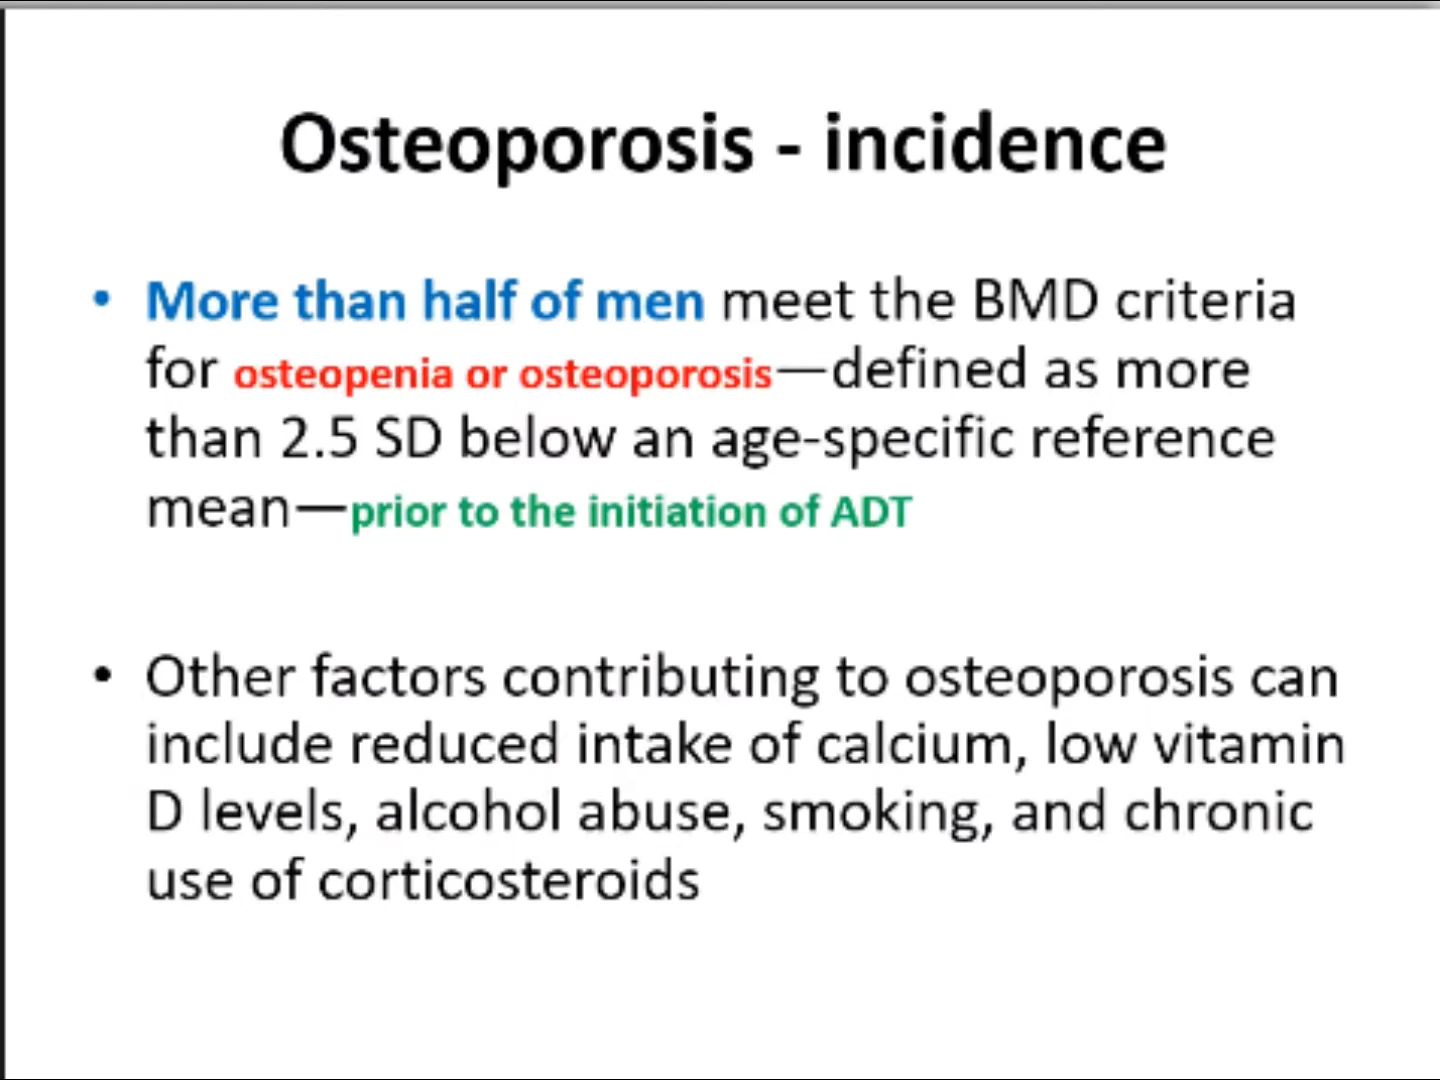 Osteoporosis - incidence
• More than half of men meet the BMD criteria
for osteopenia or osteoporosis—defined as more
than 2.5 SD below an age-specific reference
mean—prior to the initiation of ADT
• Other factors contributing to osteoporosis can
include reduced intake of calcium, low vitamin
D levels, alcohol abuse, smoking, and chronic
use of corticosteroids